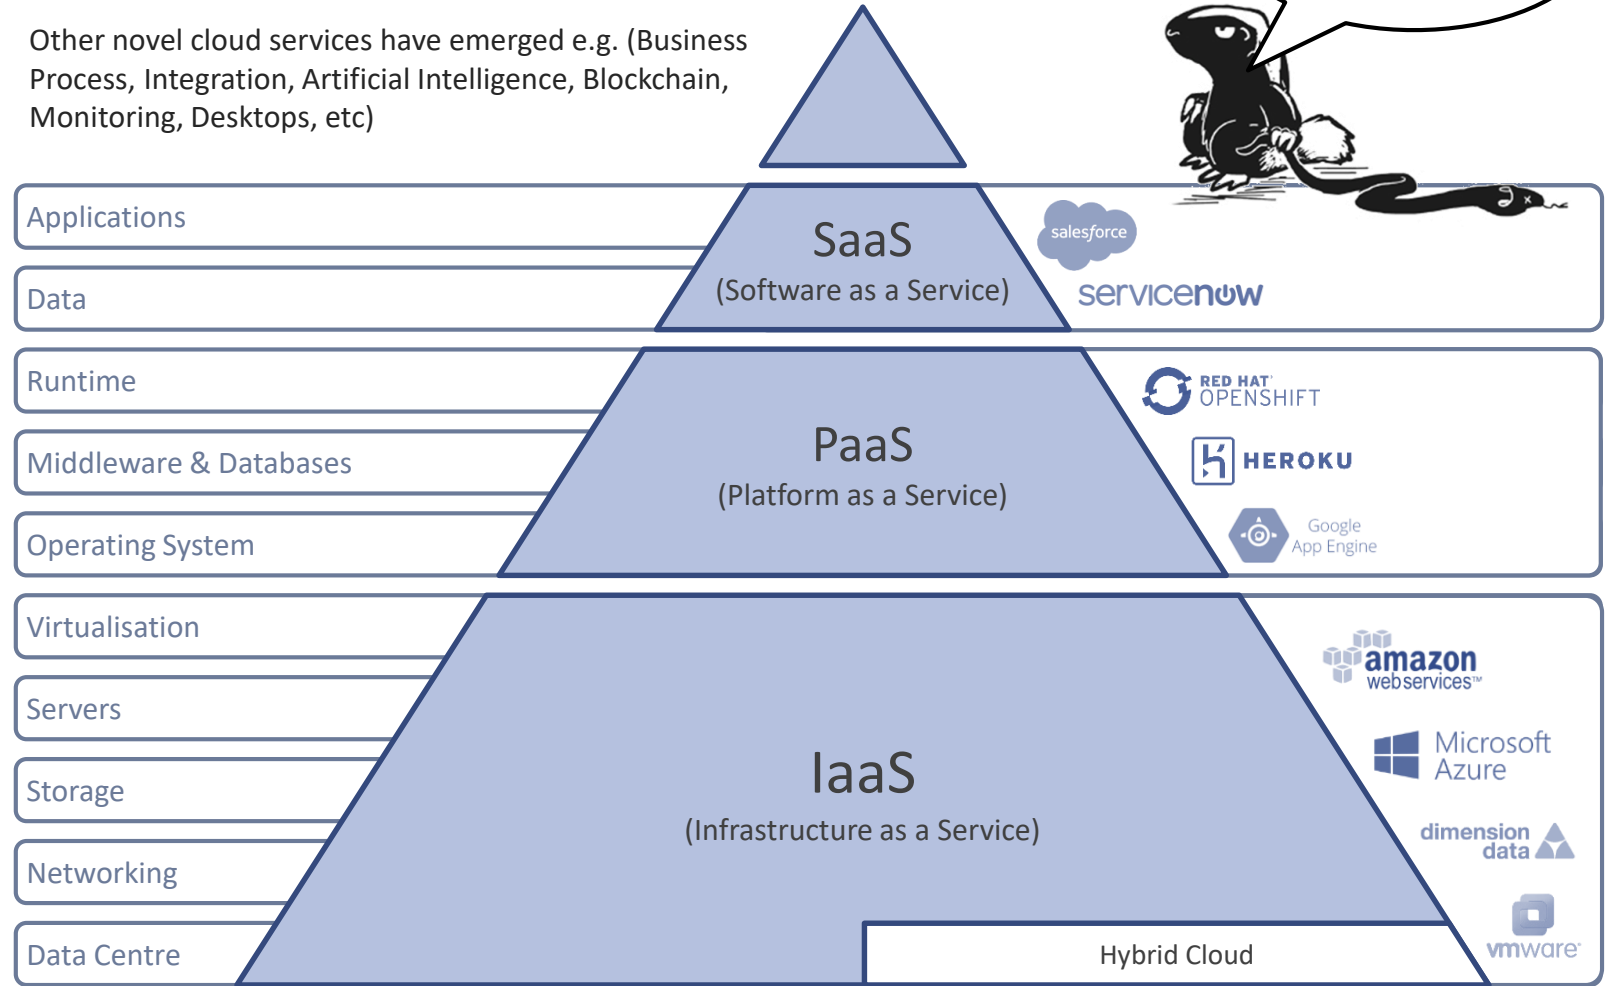 Other novel cloud services have emerged e.g. (Business
Process, Integration, Artificial Intelligence, Blockchain,
Monitoring, Desktops, etc)
Applications
Data
SaaS
(Software as a Service)
salesforce
servicenow
Runtime
Middleware & Databases
Operating System
PaaS
(Platform as a Service)
RED HAT
OPENSHIFT
HEROKU
Google
App Engine
Virtualisation
Servers
Storage
Networking
Data Centre
IaaS
(Infrastructure as a Service)
Hybrid Cloud
amazon
webservices™
Microsoft
Azure
dimension
data
vmware